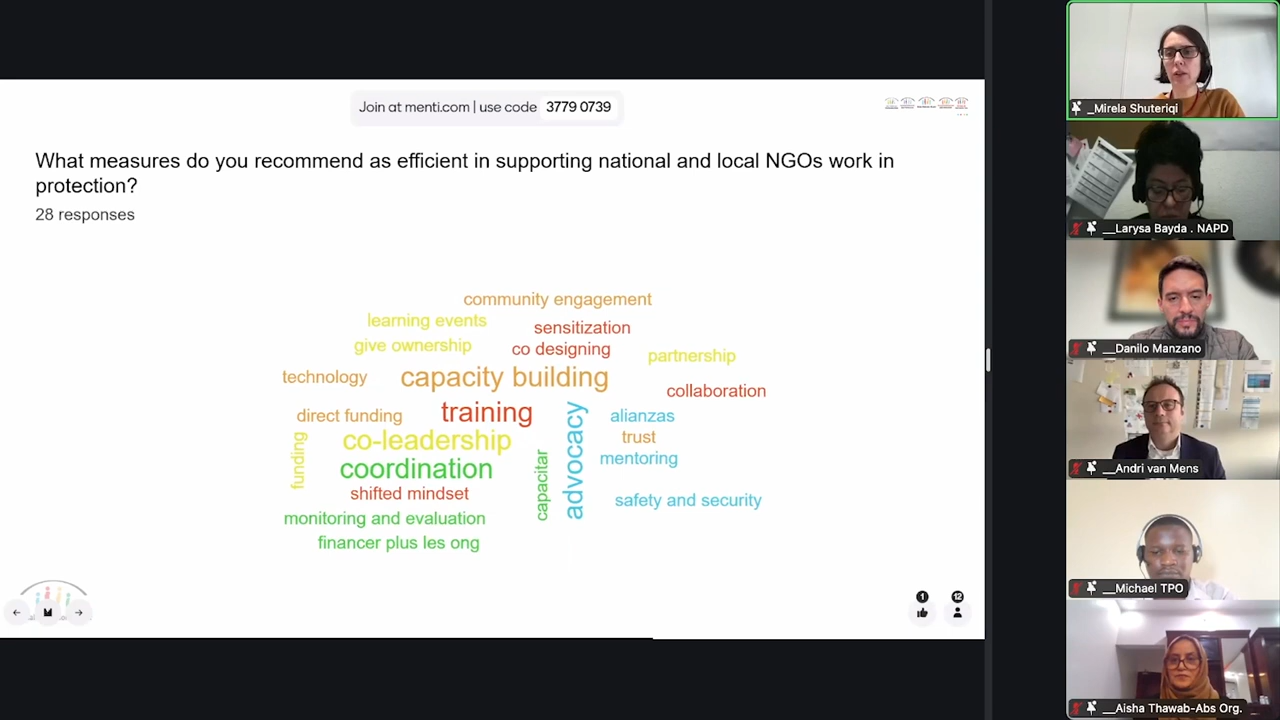 Join at menti.com | use code 3779 0739
What measures do you recommend as efficient in supporting national and local NGOs work in
protection?
28 responses
community engagement
learning events
sensitization
give ownership
co designing
partnership
technology
capacity building
collaboration
direct funding
training
alianzas
co-leadership
advocacy
trust
funding
coordination
capacitar
mentoring
shifted mindset
safety and security
monitoring and evaluation
financer plus les ong
1
12
_Mirela Shuteriqi
__Larysa Bayda . NAPD
__Danilo Manzano
__Andri van Mens
__Michael TPO
__Aisha Thawab-Abs Org.